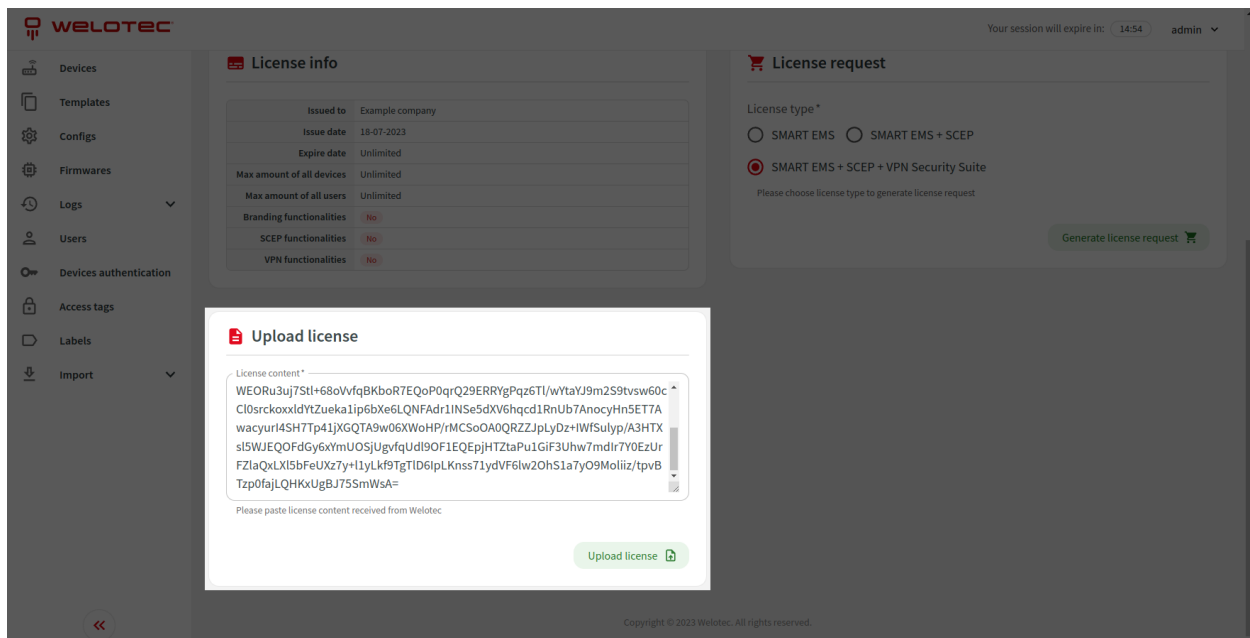 WELOTEC
Your session will expire in: 14:54 admin
Devices
Templates
Configs
Firmwares
Logs
Users
Devices authentication
Access tags
Labels
Import
License info
Issued to Example company
Issue date 18-07-2023
Expire date Unlimited
Max amount of all devices Unlimited
Max amount of all users Unlimited
Branding functionalities No
SCEP functionalities No
VPN functionalities No
License request
License type*
SMART EMS SMART EMS + SCEP
SMART EMS + SCEP + VPN Security Suite
Please choose license type to generate license request
Generate license request
Upload license
License content*
WEORu3uj7Stl+68oVvfqBKboR7EQoP0qrQ29ERRYgPqz6Tl/wYtaYJ9m2S9tvsw60c
Cl0srckoxxldYtZueka1ip6bXe6LQNFAdr1INSe5dXV6hqcd1RnUb7AnocyHn5ET7A
wacyurI4SH7Tp41jXGQTA9w06XWoHP/rMCSoOA0QRZZJpLyDz+IWfSulyp/A3HTX
sl5WJEQOFdGy6xYmUOSjUgvfqUdl9OF1EQEpjHTZtaPu1GiF3Uhw7mdIr7Y0EzUr
FZlaQxLXl5bFeUXz7y+l1yLkf9TgTlD6IpLKnss71ydVF6lw2OhS1a7yO9Moliiz/tpvB
Tzp0fajLQHKxUgBJ75SmWsA=
Please paste license content received from Welotec
Upload license
Copyright © 2023 Welotec. All rights reserved.